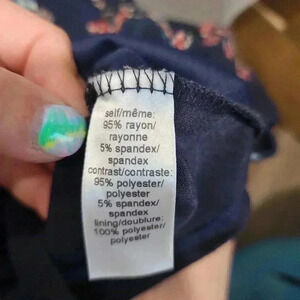 self/même:
95% rayon/
rayonne
5% spandex/
spandex
contrast/contraste:
95% polyester/
polyester
5% spandex/
spandex
lining/doublure:
100% polyester/
polyester